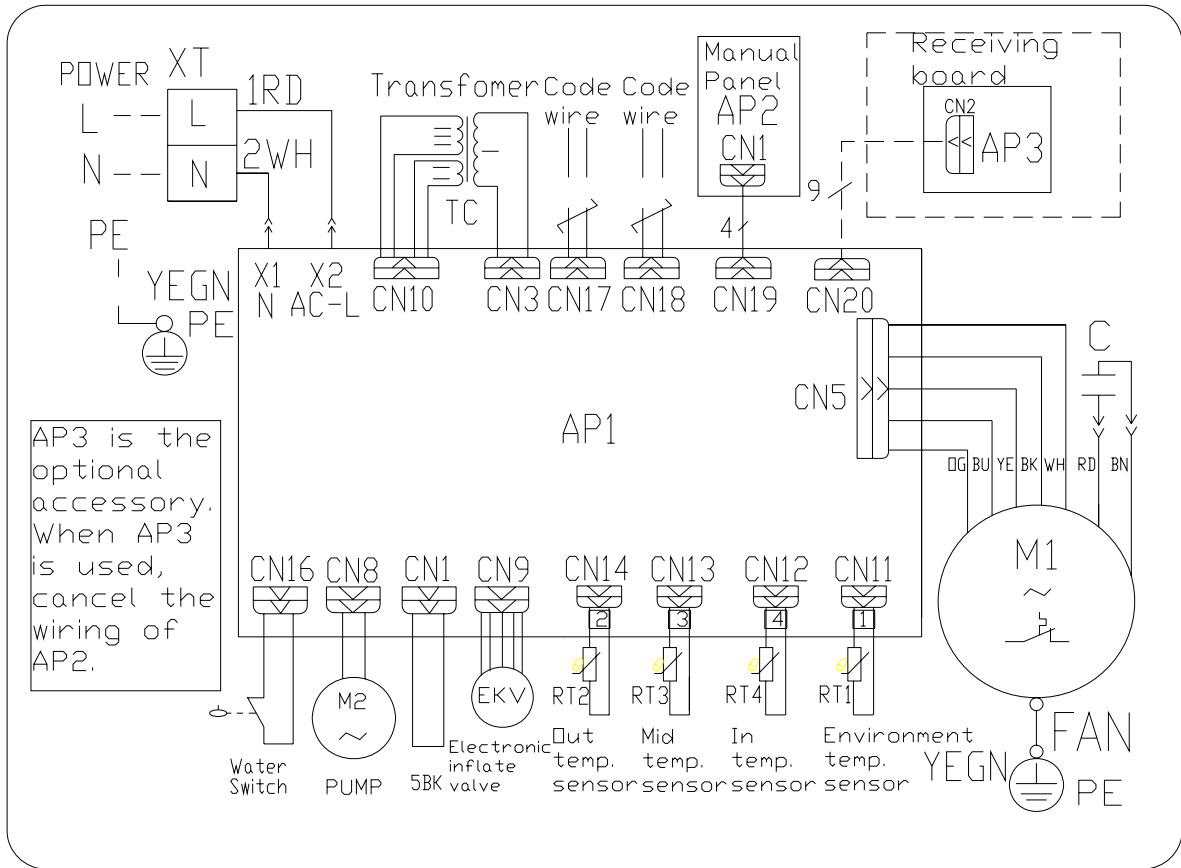 POWER
XT
L
L
1RD
N
N
2WH
PE
YEGN
PE
Transfomer
TC
Code
wire
Code
wire
Manual
Panel
AP2
CN1
4
Receiving
board
CN2
AP3
9
X1
N
X2
AC-L
CN10
CN3
CN17
CN18
CN19
CN20
CN5
AP1
C
OG
BU
YE
BK
WH
RD
BN
M1
~
FAN
YEGN
PE
AP3 is the
optional
accessory.
When AP3
is used,
cancel the
wiring of
AP2.
CN16
CN8
CN1
CN9
CN14
CN13
CN12
CN11
2
3
4
1
M2
~
EKV
RT2
RT3
RT4
RT1
Water
Switch
PUMP
5BK
Electronic
inflate
valve
Out
temp.
sensor
Mid
temp.
sensor
In
temp.
sensor
Environment
temp.
sensor